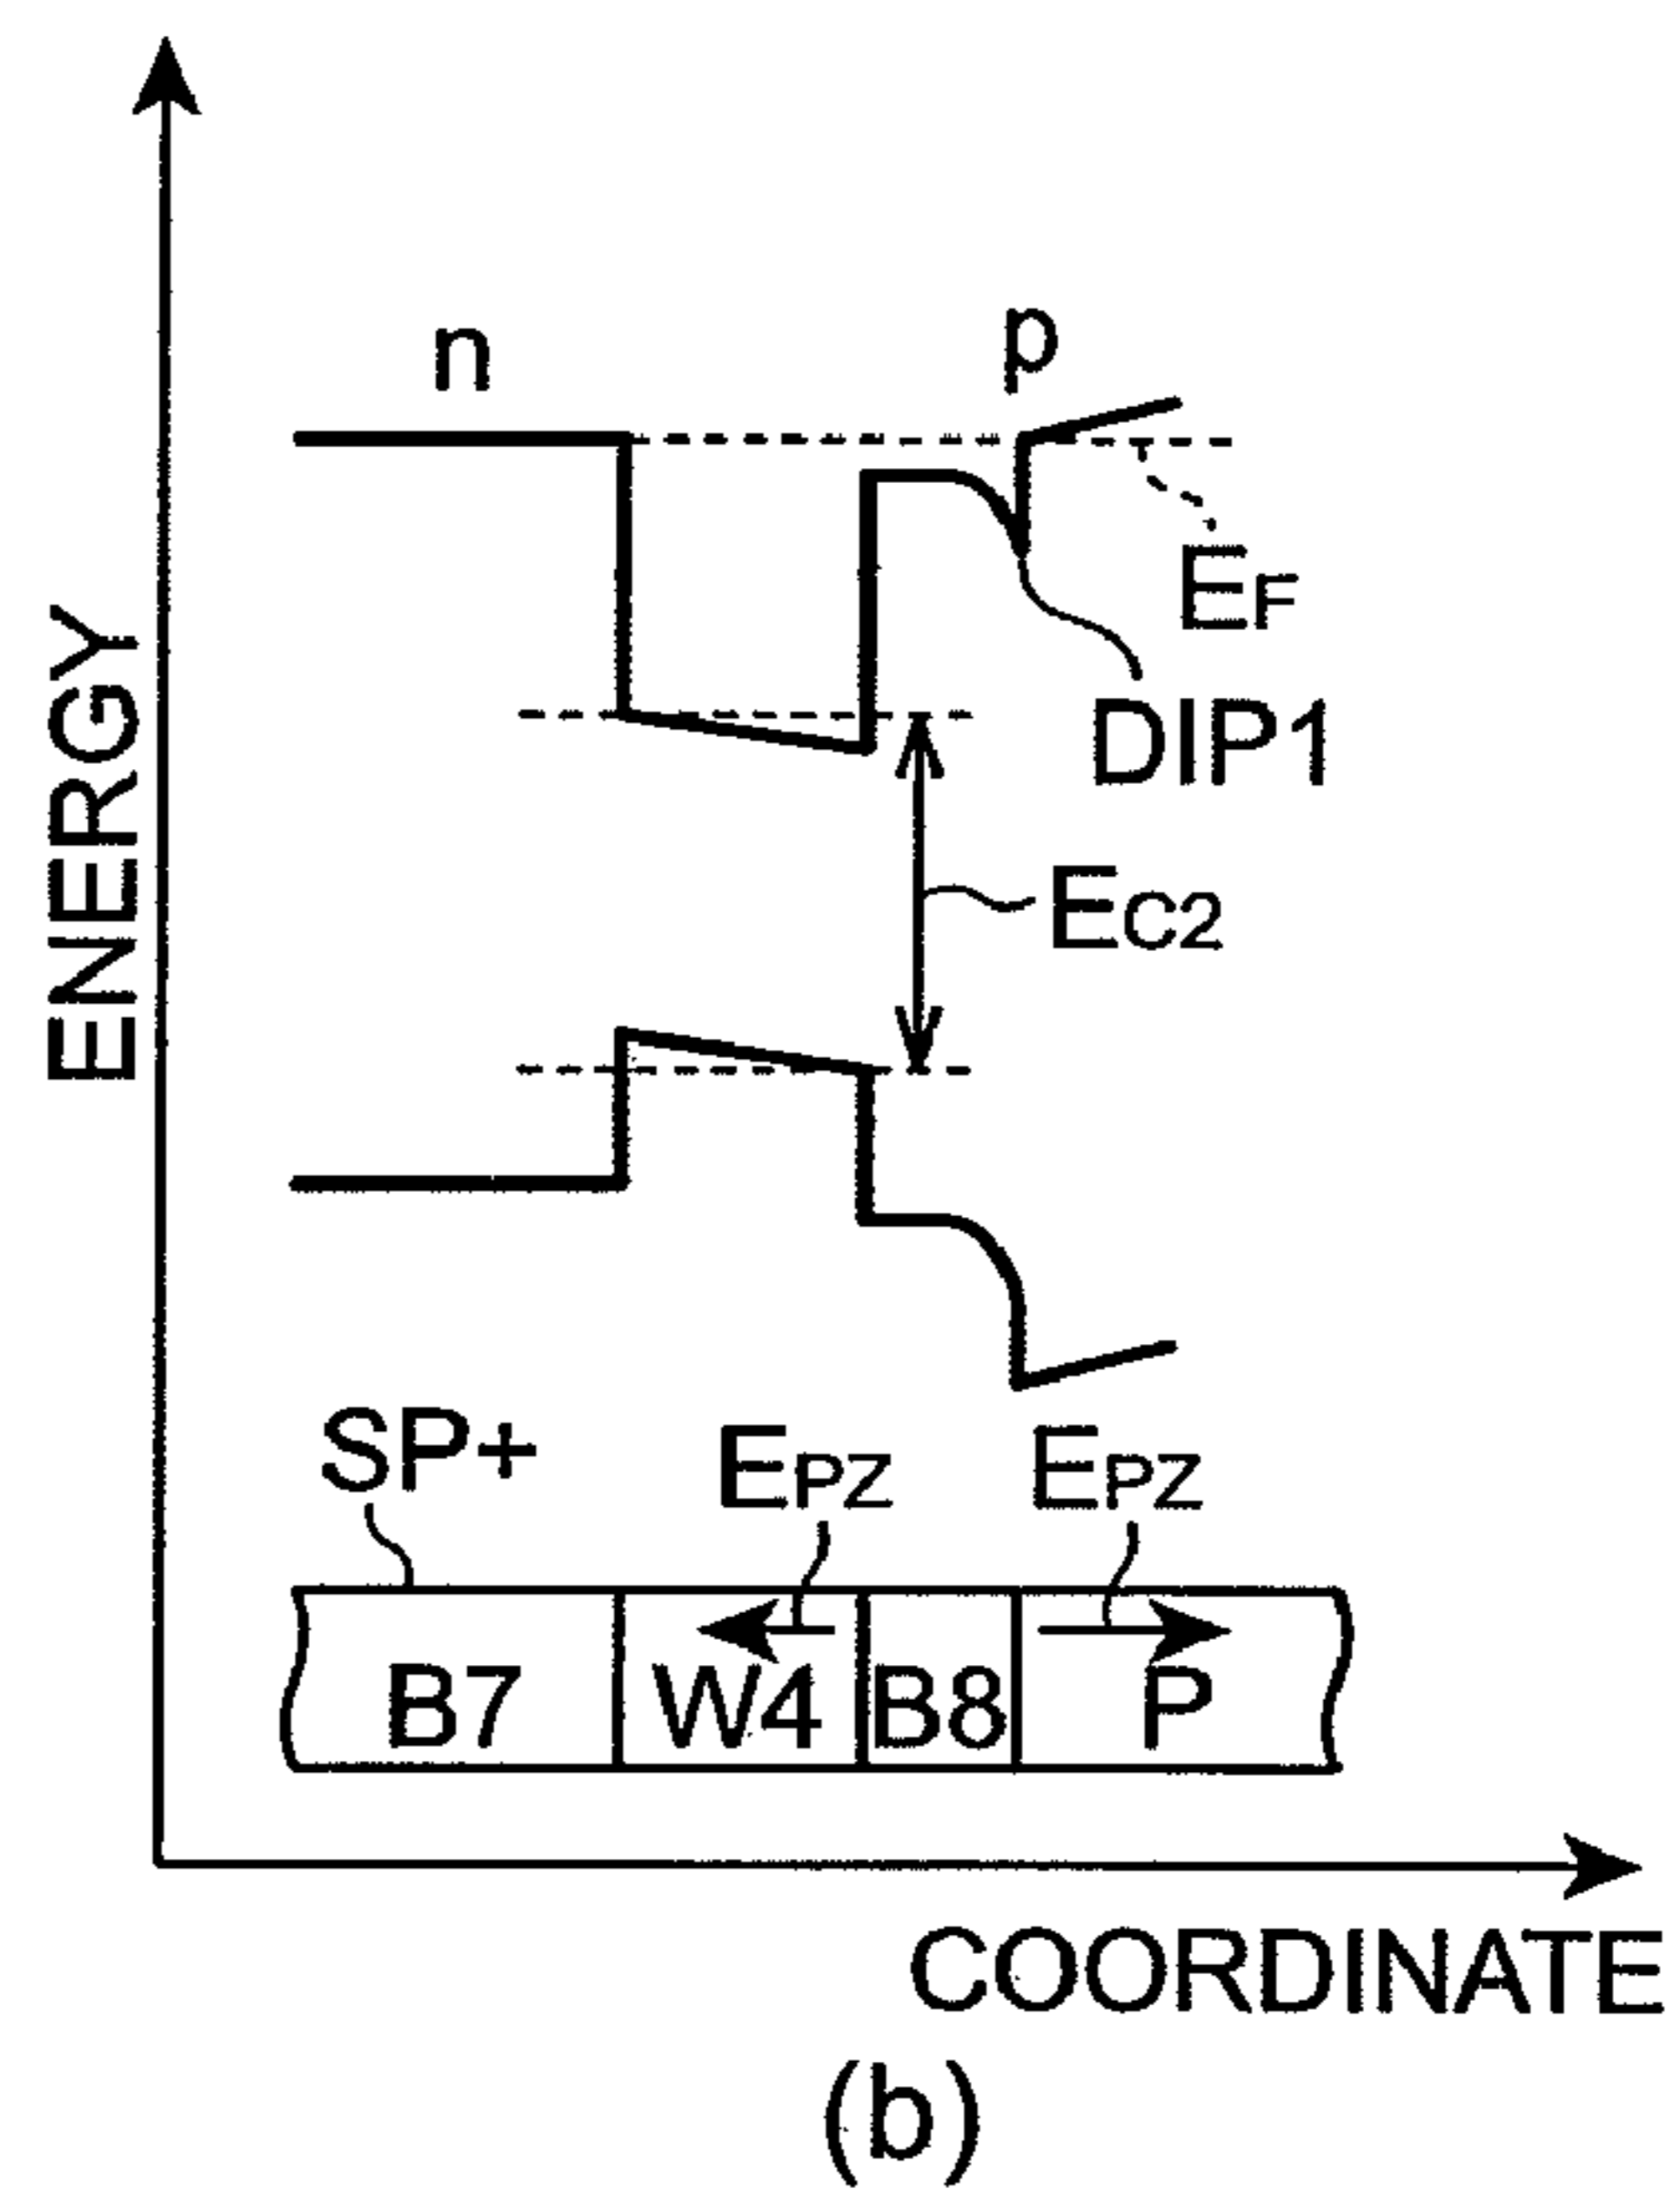 n p
EF
DIP1
EC2
ENERGY
SP+ EPZ EPZ
B7 W4 B8 P
COORDINATE
(b)